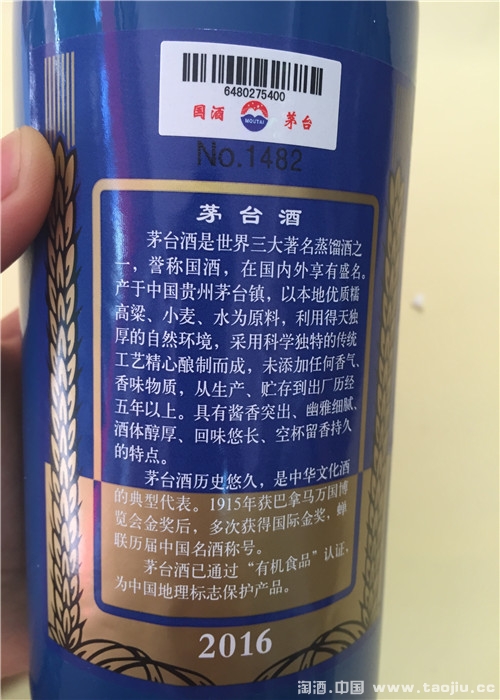 6480275400
国酒 MOUTAI 茅台
No.1482
茅台酒
茅台酒是世界三大著名蒸馏酒之
一，誉称国酒，在国内外享有盛名。
产于中国贵州茅台镇，以本地优质糯
高粱、小麦、水为原料，利用得天独
厚的自然环境，采用科学独特的传统
工艺精心酿制而成，未添加任何香气、
香味物质，从生产、贮存到出厂历经
五年以上。具有酱香突出、幽雅细腻、
酒体醇厚、回味悠长、空杯留香持久
的特点。
茅台酒历史悠久，是中华文化酒
的典型代表。1915年获巴拿马万国博
览会金奖后，多次获得国际金奖，蝉
联历届中国名酒称号。
茅台酒已通过“有机食品”认证、
为中国地理标志保护产品。
2016
淘酒.中国 www.taojiu.cc